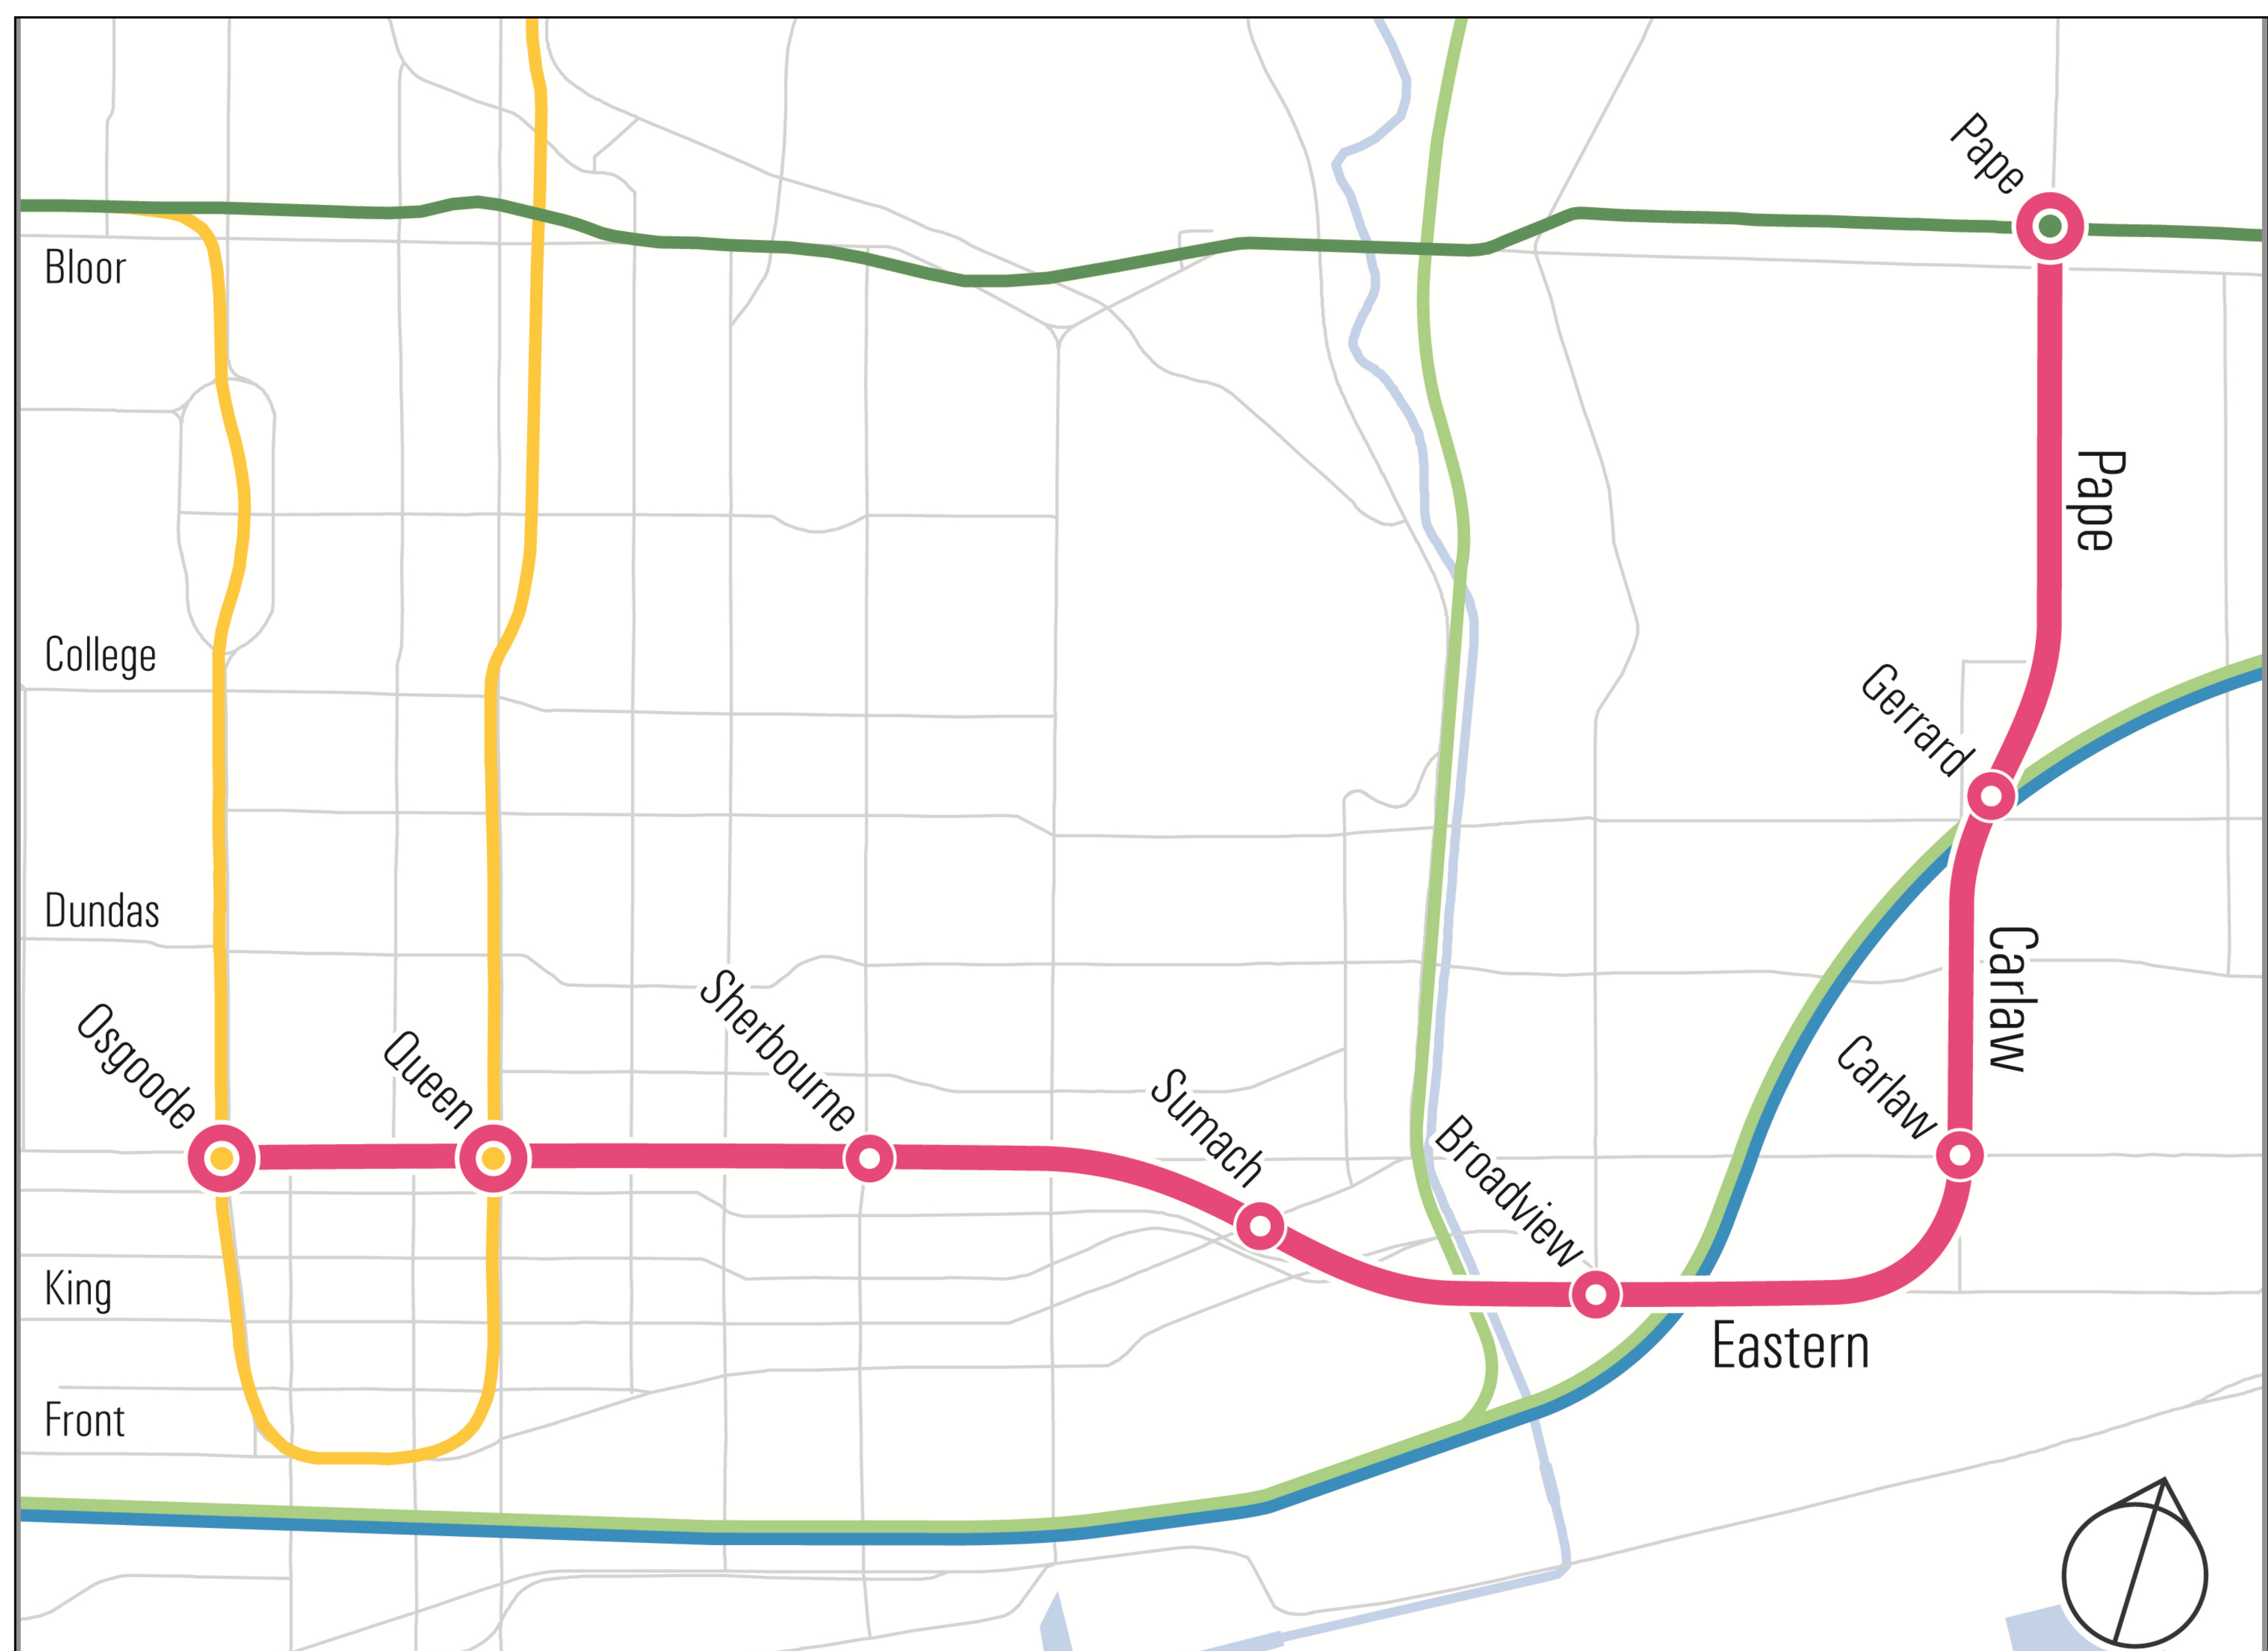 Pape
Bloor
Pape
College
Gerrard
Dundas
Carlaw
Sherbourne
Osgoode
Queen
Carlaw
Sumach
Broadview
King
Eastern
Front